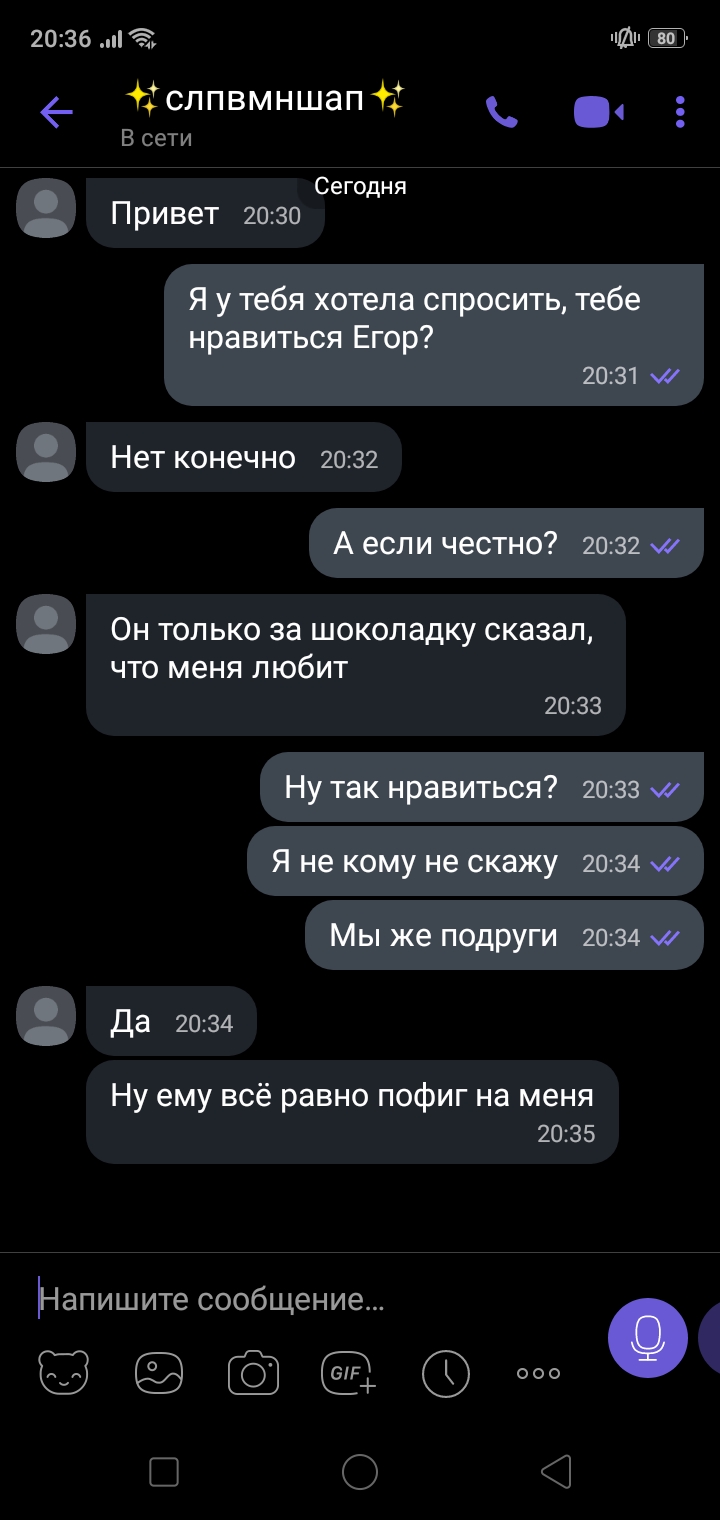 20:36
80
✨слпвмншап✨
В сети
Сегодня
Привет 20:30
Я у тебя хотела спросить, тебе
нравиться Егор?
20:31
Нет конечно 20:32
А если честно? 20:32
Он только за шоколадку сказал,
что меня любит
20:33
Ну так нравиться? 20:33
Я не кому не скажу 20:34
Мы же подруги 20:34
Да 20:34
Ну ему всё равно пофиг на меня
20:35
Напишите сообщение...
GIF